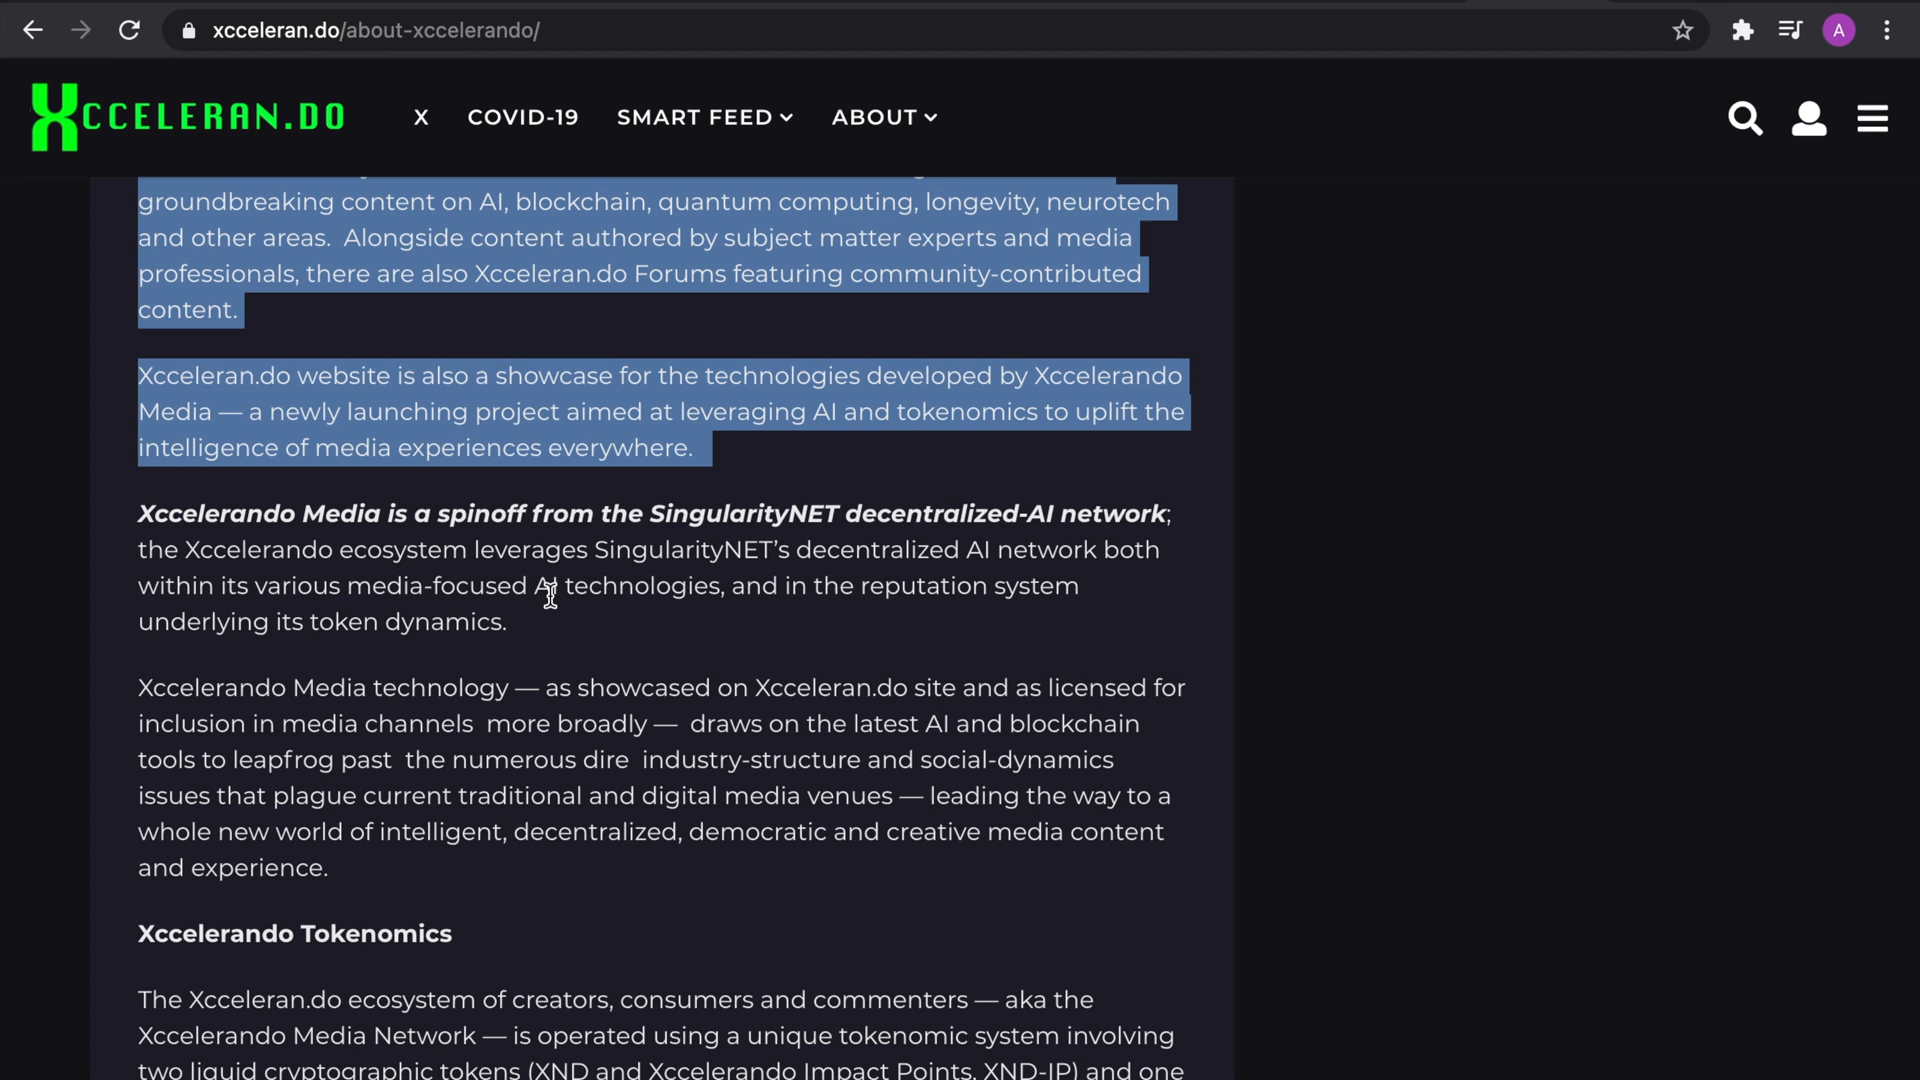 xcceleran.do/about-xccelerando/
A
XCCELERAN.DO
X COVID-19 SMART FEED ABOUT
groundbreaking content on AI, blockchain, quantum computing, longevity, neurotech
and other areas. Alongside content authored by subject matter experts and media
professionals, there are also Xcceleran.do Forums featuring community-contributed
content.
Xcceleran.do website is also a showcase for the technologies developed by Xccelerando
Media — a newly launching project aimed at leveraging AI and tokenomics to uplift the
intelligence of media experiences everywhere.
Xccelerando Media is a spinoff from the SingularityNET decentralized-AI network;
the Xccelerando ecosystem leverages SingularityNET’s decentralized AI network both
within its various media-focused AI technologies, and in the reputation system
underlying its token dynamics.
Xccelerando Media technology — as showcased on Xcceleran.do site and as licensed for
inclusion in media channels more broadly — draws on the latest AI and blockchain
tools to leapfrog past the numerous dire industry-structure and social-dynamics
issues that plague current traditional and digital media venues — leading the way to a
whole new world of intelligent, decentralized, democratic and creative media content
and experience.
Xccelerando Tokenomics
The Xcceleran.do ecosystem of creators, consumers and commenters — aka the
Xccelerando Media Network — is operated using a unique tokenomic system involving
two liquid cryptographic tokens (XND and Xccelerando Impact Points, XND-IP) and one